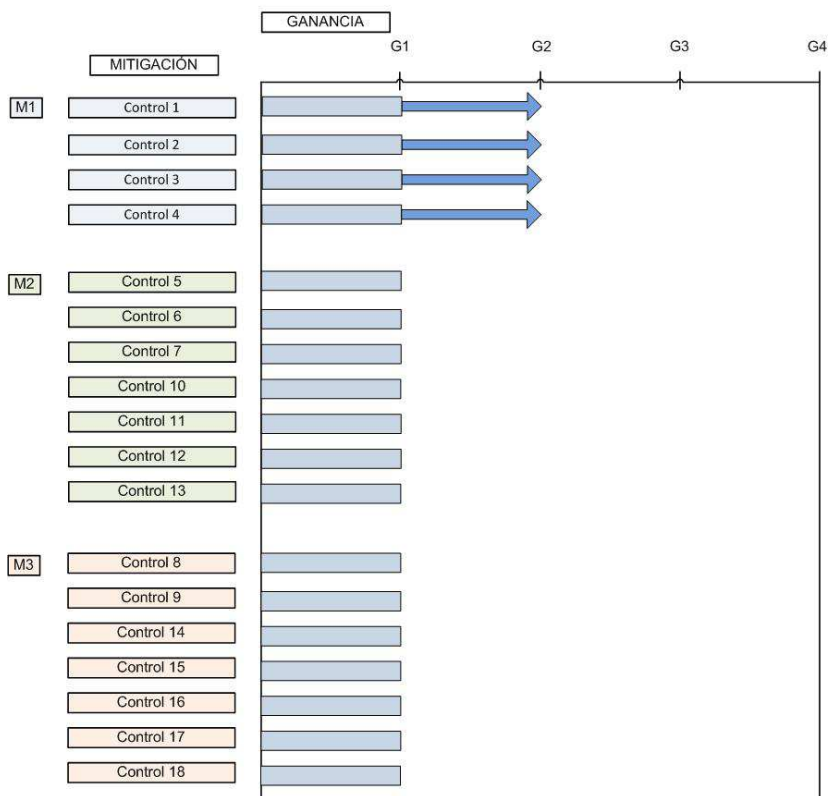 GANANCIA
G1 G2 G3 G4
MITIGACIÓN
M1 Control 1
Control 2
Control 3
Control 4
M2 Control 5
Control 6
Control 7
Control 10
Control 11
Control 12
Control 13
M3 Control 8
Control 9
Control 14
Control 15
Control 16
Control 17
Control 18